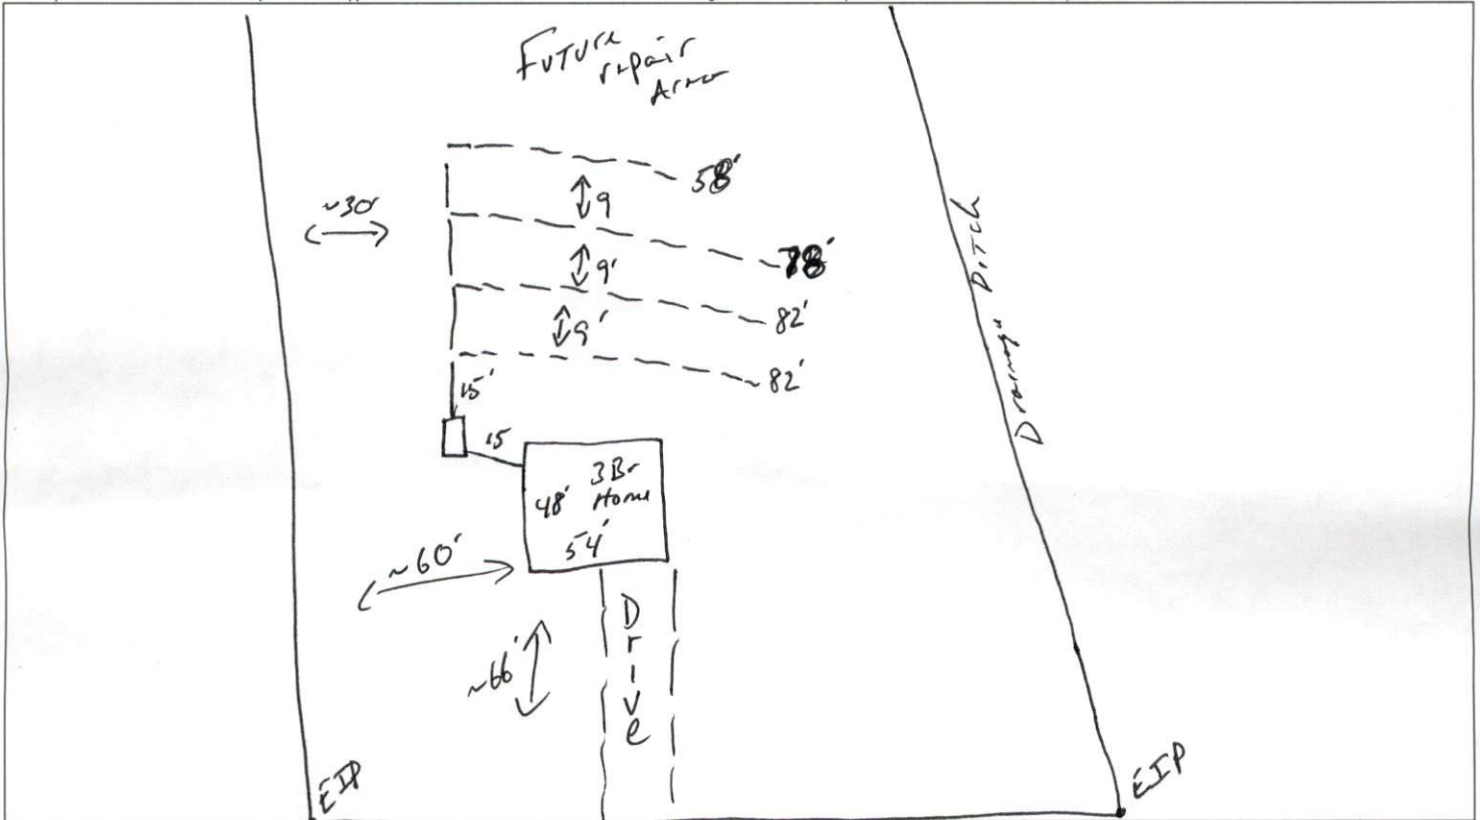 Future
repair
Area
58'
~30'
9
78'
9'
82'
9'
82'
15'
15
3Br
Home
48'
54'
~60'
Drive
~66'
Drainage Ditch
EIP
EIP